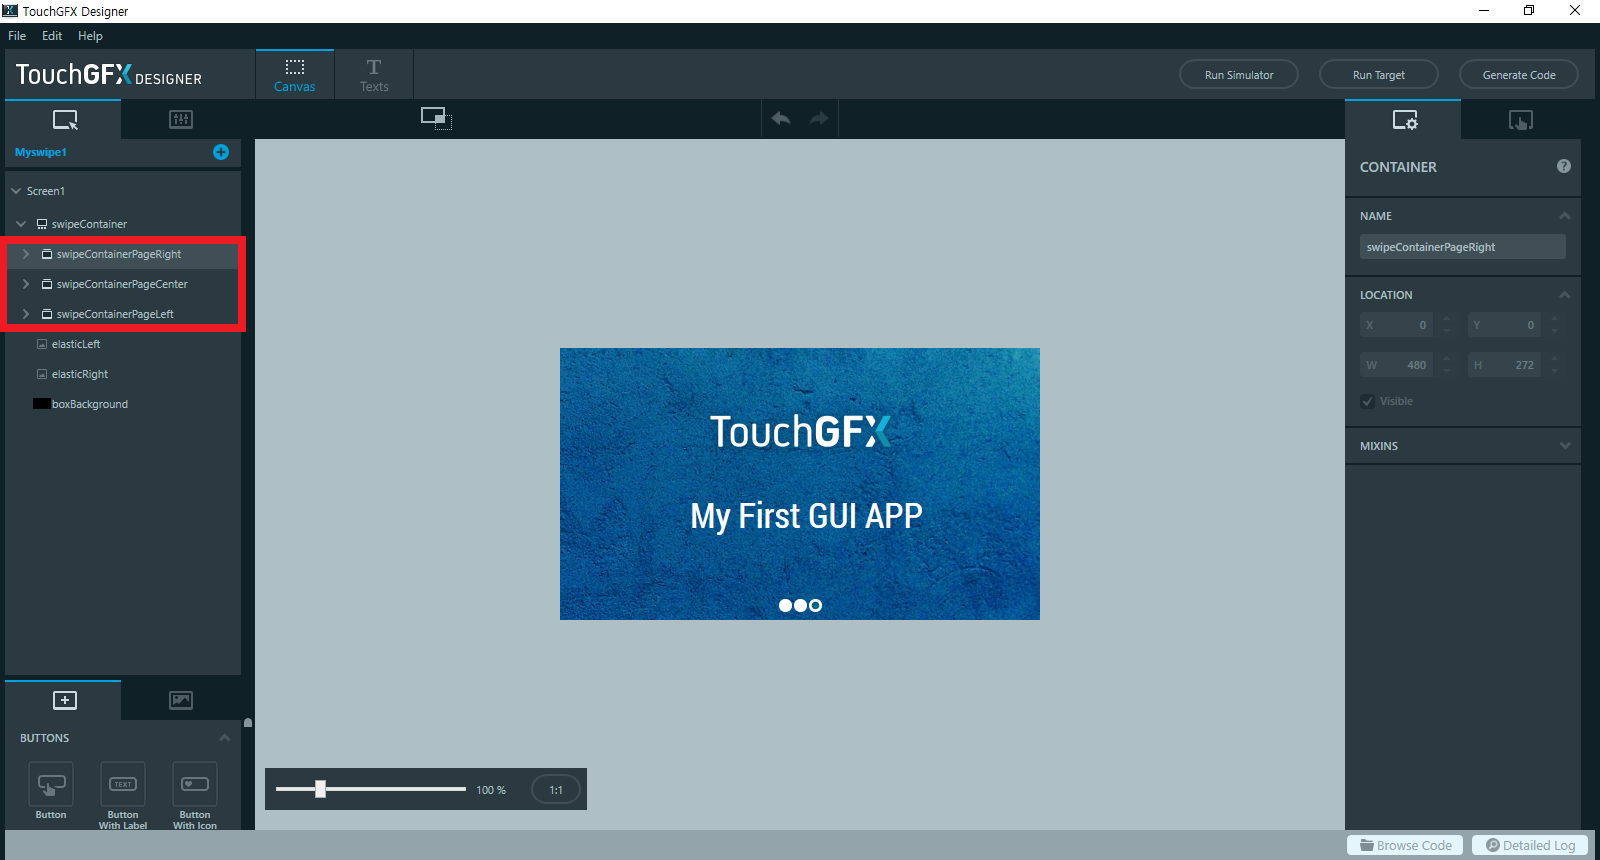 TouchGFX Designer
File Edit Help
TouchGFX DESIGNER
Canvas
Texts
Run Simulator
Run Target
Generate Code
Myswipe1
Screen1
swipeContainer
swipeContainerPageRight
swipeContainerPageCenter
swipeContainerPageLeft
elasticLeft
elasticRight
boxBackground
BUTTONS
TEXT
Button
Button
With Label
Button
With Icon
TouchGFX
My First GUI APP
100 %
1:1
CONTAINER
?
NAME
swipeContainerPageRight
LOCATION
X 0
Y 0
W 480
H 272
Visible
MIXINS
Browse Code
Detailed Log